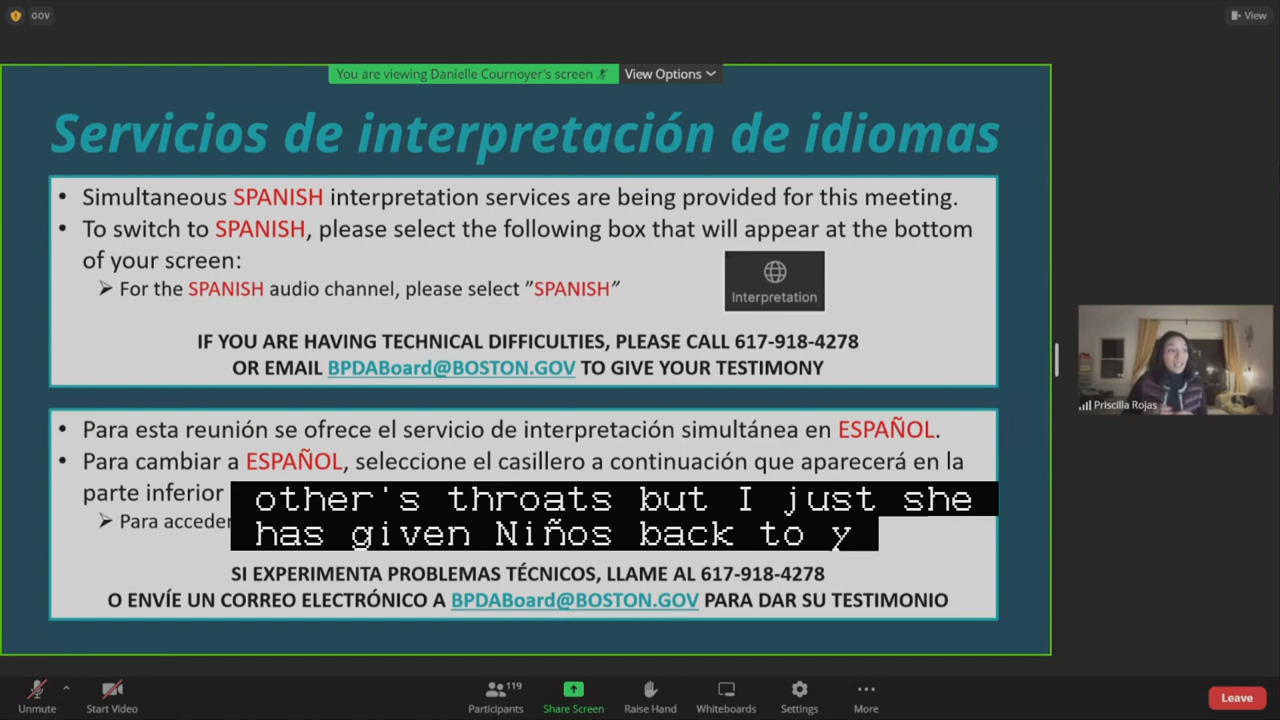 GOV
View
You are viewing Danielle Cournoyer's screen
View Options
Servicios de interpretación de idiomas
• Simultaneous SPANISH interpretation services are being provided for this meeting.
• To switch to SPANISH, please select the following box that will appear at the bottom
of your screen:
➢ For the SPANISH audio channel, please select ”SPANISH”
Interpretation
IF YOU ARE HAVING TECHNICAL DIFFICULTIES, PLEASE CALL 617-918-4278
OR EMAIL BPDABoard@BOSTON.GOV TO GIVE YOUR TESTIMONY
Priscilla Rojas
• Para esta reunión se ofrece el servicio de interpretación simultánea en ESPAÑOL.
• Para cambiar a ESPAÑOL, seleccione el casillero a continuación que aparecerá en la
parte inferior
other's throats but I just she
➢ Para acceder
has given Niños back to y
SI EXPERIMENTA PROBLEMAS TÉCNICOS, LLAME AL 617-918-4278
O ENVÍE UN CORREO ELECTRÓNICO A BPDABoard@BOSTON.GOV PARA DAR SU TESTIMONIO
Unmute
Start Video
119
Participants
Share Screen
Raise Hand
Whiteboards
Settings
More
Leave